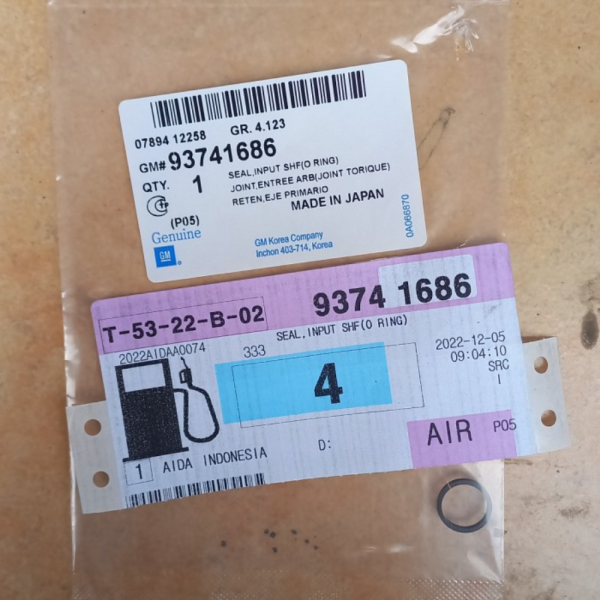 07894 12258 GR. 4.123
GM# 93741686
QTY. 1
SEAL,INPUT SHF(O RING)
JOINT,ENTREE ARB(JOINT TORIQUE)
RETEN,EJE PRIMARIO
MADE IN JAPAN
(P05)
Genuine
GM
GM Korea Company
Inchon 403-714, Korea
0A066870
T-53-22-B-02
9374 1686
SEAL,INPUT SHF(O RING)
2022AIDAA0074
333
2022-12-05
09:04:10
SRC
I
4
1 AIDA INDONESIA
D:
AIR P05